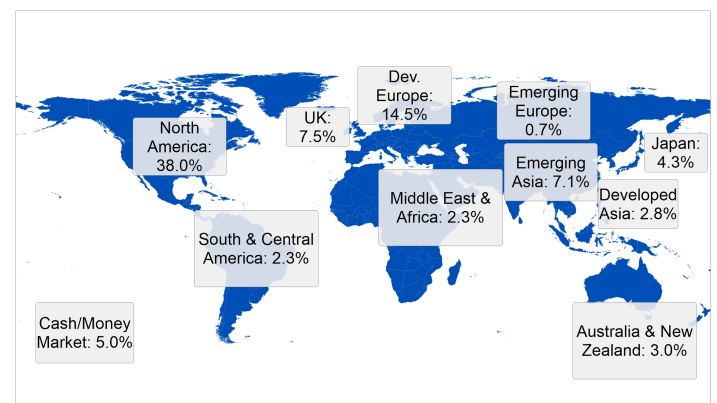 Dev.
Europe:
14.5%
Emerging
Europe:
0.7%
UK:
7.5%
North
America:
38.0%
Japan:
4.3%
Emerging
Asia: 7.1%
Middle East &
Africa: 2.3%
Developed
Asia: 2.8%
South & Central
America: 2.3%
Cash/Money
Market: 5.0%
Australia & New
Zealand: 3.0%